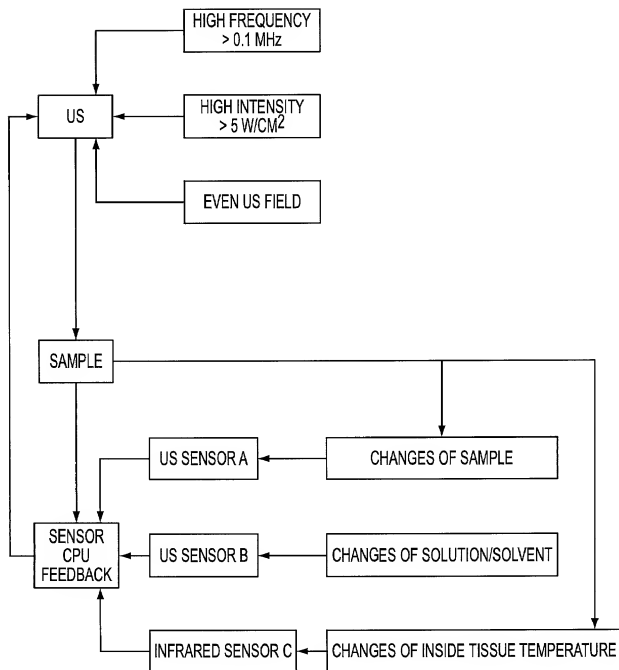 HIGH FREQUENCY
> 0.1 MHz
US
HIGH INTENSITY
> 5 W/CM2
EVEN US FIELD
SAMPLE
US SENSOR A
CHANGES OF SAMPLE
SENSOR
CPU
FEEDBACK
US SENSOR B
CHANGES OF SOLUTION/SOLVENT
INFRARED SENSOR C
CHANGES OF INSIDE TISSUE TEMPERATURE